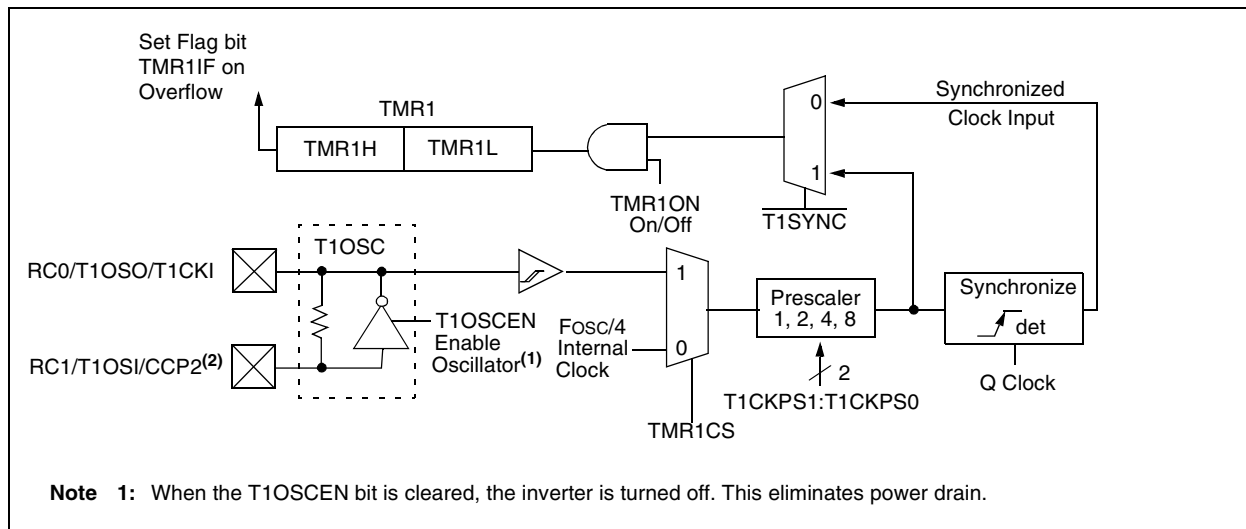 Set Flag bit
TMR1IF on
Overflow
TMR1
TMR1H
TMR1L
TMR1ON
On/Off
0
1
T1SYNC
Synchronized
Clock Input
RC0/T1OSO/T1CKI
T1OSC
RC1/T1OSI/CCP2(2)
T1OSCEN
Enable
Oscillator(1)
FOSC/4
Internal
Clock
1
0
TMR1CS
Prescaler
1, 2, 4, 8
2
T1CKPS1:T1CKPS0
Synchronize
det
Q Clock
Note 1: When the T1OSCEN bit is cleared, the inverter is turned off. This eliminates power drain.